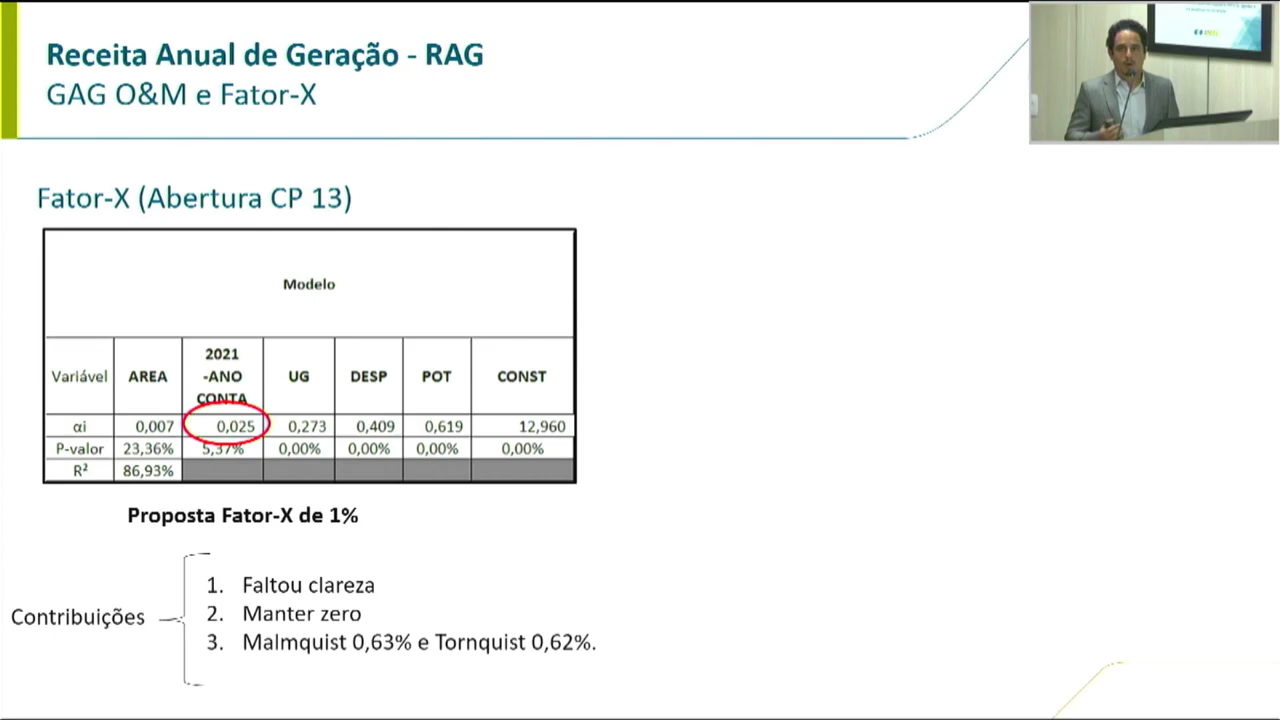 Receita Anual de Geração - RAG
GAG O&M e Fator-X
Fator-X (Abertura CP 13)
Modelo
Variável AREA 2021 -ANO CONTA UG DESP POT CONST
αi 0,007 0,025 0,273 0,409 0,619 12,960
P-valor 23,36% 5,37% 0,00% 0,00% 0,00% 0,00%
R² 86,93%
Proposta Fator-X de 1%
Contribuições
1. Faltou clareza
2. Manter zero
3. Malmquist 0,63% e Tornquist 0,62%.